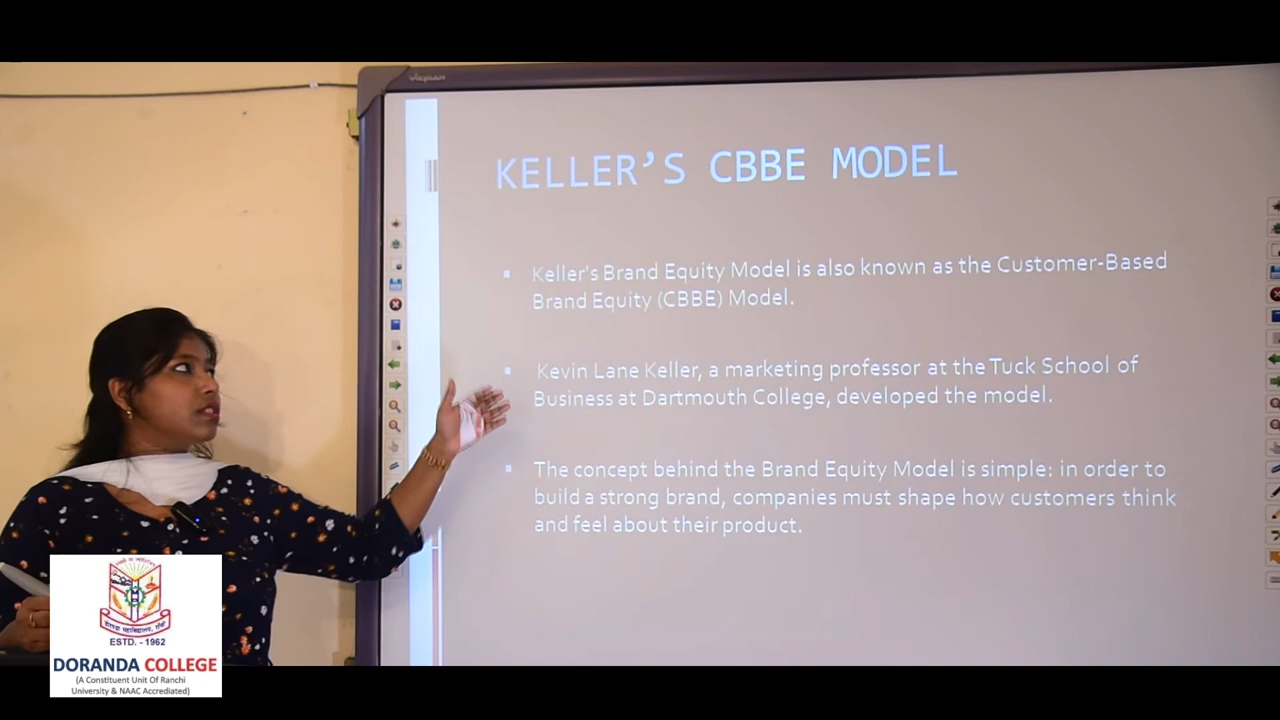 KELLER'S CBBE MODEL
▪ Keller's Brand Equity Model is also known as the Customer-Based
Brand Equity (CBBE) Model.
▪ Kevin Lane Keller, a marketing professor at the Tuck School of
Business at Dartmouth College, developed the model.
▪ The concept behind the Brand Equity Model is simple: in order to
build a strong brand, companies must shape how customers think
and feel about their product.
ESTD. - 1962
DORANDA COLLEGE
(A Constituent Unit Of Ranchi
University & NAAC Accredited)